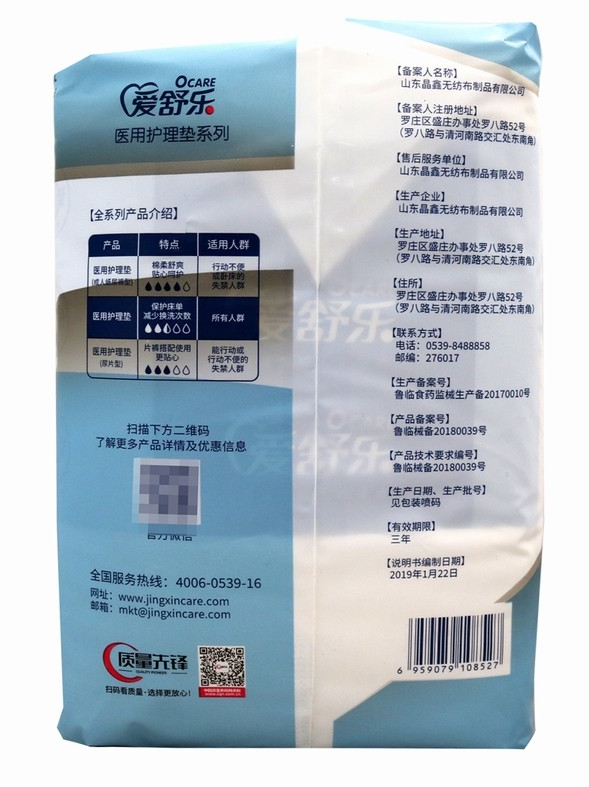 OCARE
爱舒乐
医用护理垫系列
【全系列产品介绍】
产品 特点 适用人群
医用护理垫
(成人纸尿裤型)
棉柔舒爽
贴心呵护
行动不便
或卧床的
失禁人群
医用护理垫
保护床单
减少换洗次数
所有人群
医用护理垫
(尿片型)
片裤搭配使用
更贴心
能行动或
行动不便的
失禁人群
扫描下方二维码
了解更多产品详情及优惠信息
官方微信
全国服务热线：4006-0539-16
网址：www.jingxincare.com
邮箱：mkt@jingxincare.com
质量先锋
QUALITY PIONEER
扫码看质量·选择更放心！
www.cqn.com.cn
【备案人名称】
山东晶鑫无纺布制品有限公司
【备案人注册地址】
罗庄区盛庄办事处罗八路52号
（罗八路与清河南路交汇处东南角）
【售后服务单位】
山东晶鑫无纺布制品有限公司
【生产企业】
山东晶鑫无纺布制品有限公司
【生产地址】
罗庄区盛庄办事处罗八路52号
（罗八路与清河南路交汇处东南角）
【住所】
罗庄区盛庄办事处罗八路52号
（罗八路与清河南路交汇处东南角）
【联系方式】
电话：0539-8488858
邮编：276017
【生产备案号】
鲁临食药监械生产备20170010号
【产品备案号】
鲁临械备20180039号
【产品技术要求编号】
鲁临械备20180039号
【生产日期、生产批号】
见包装喷码
【有效期限】
三年
【说明书编制日期】
2019年1月22日
6 959079 108527